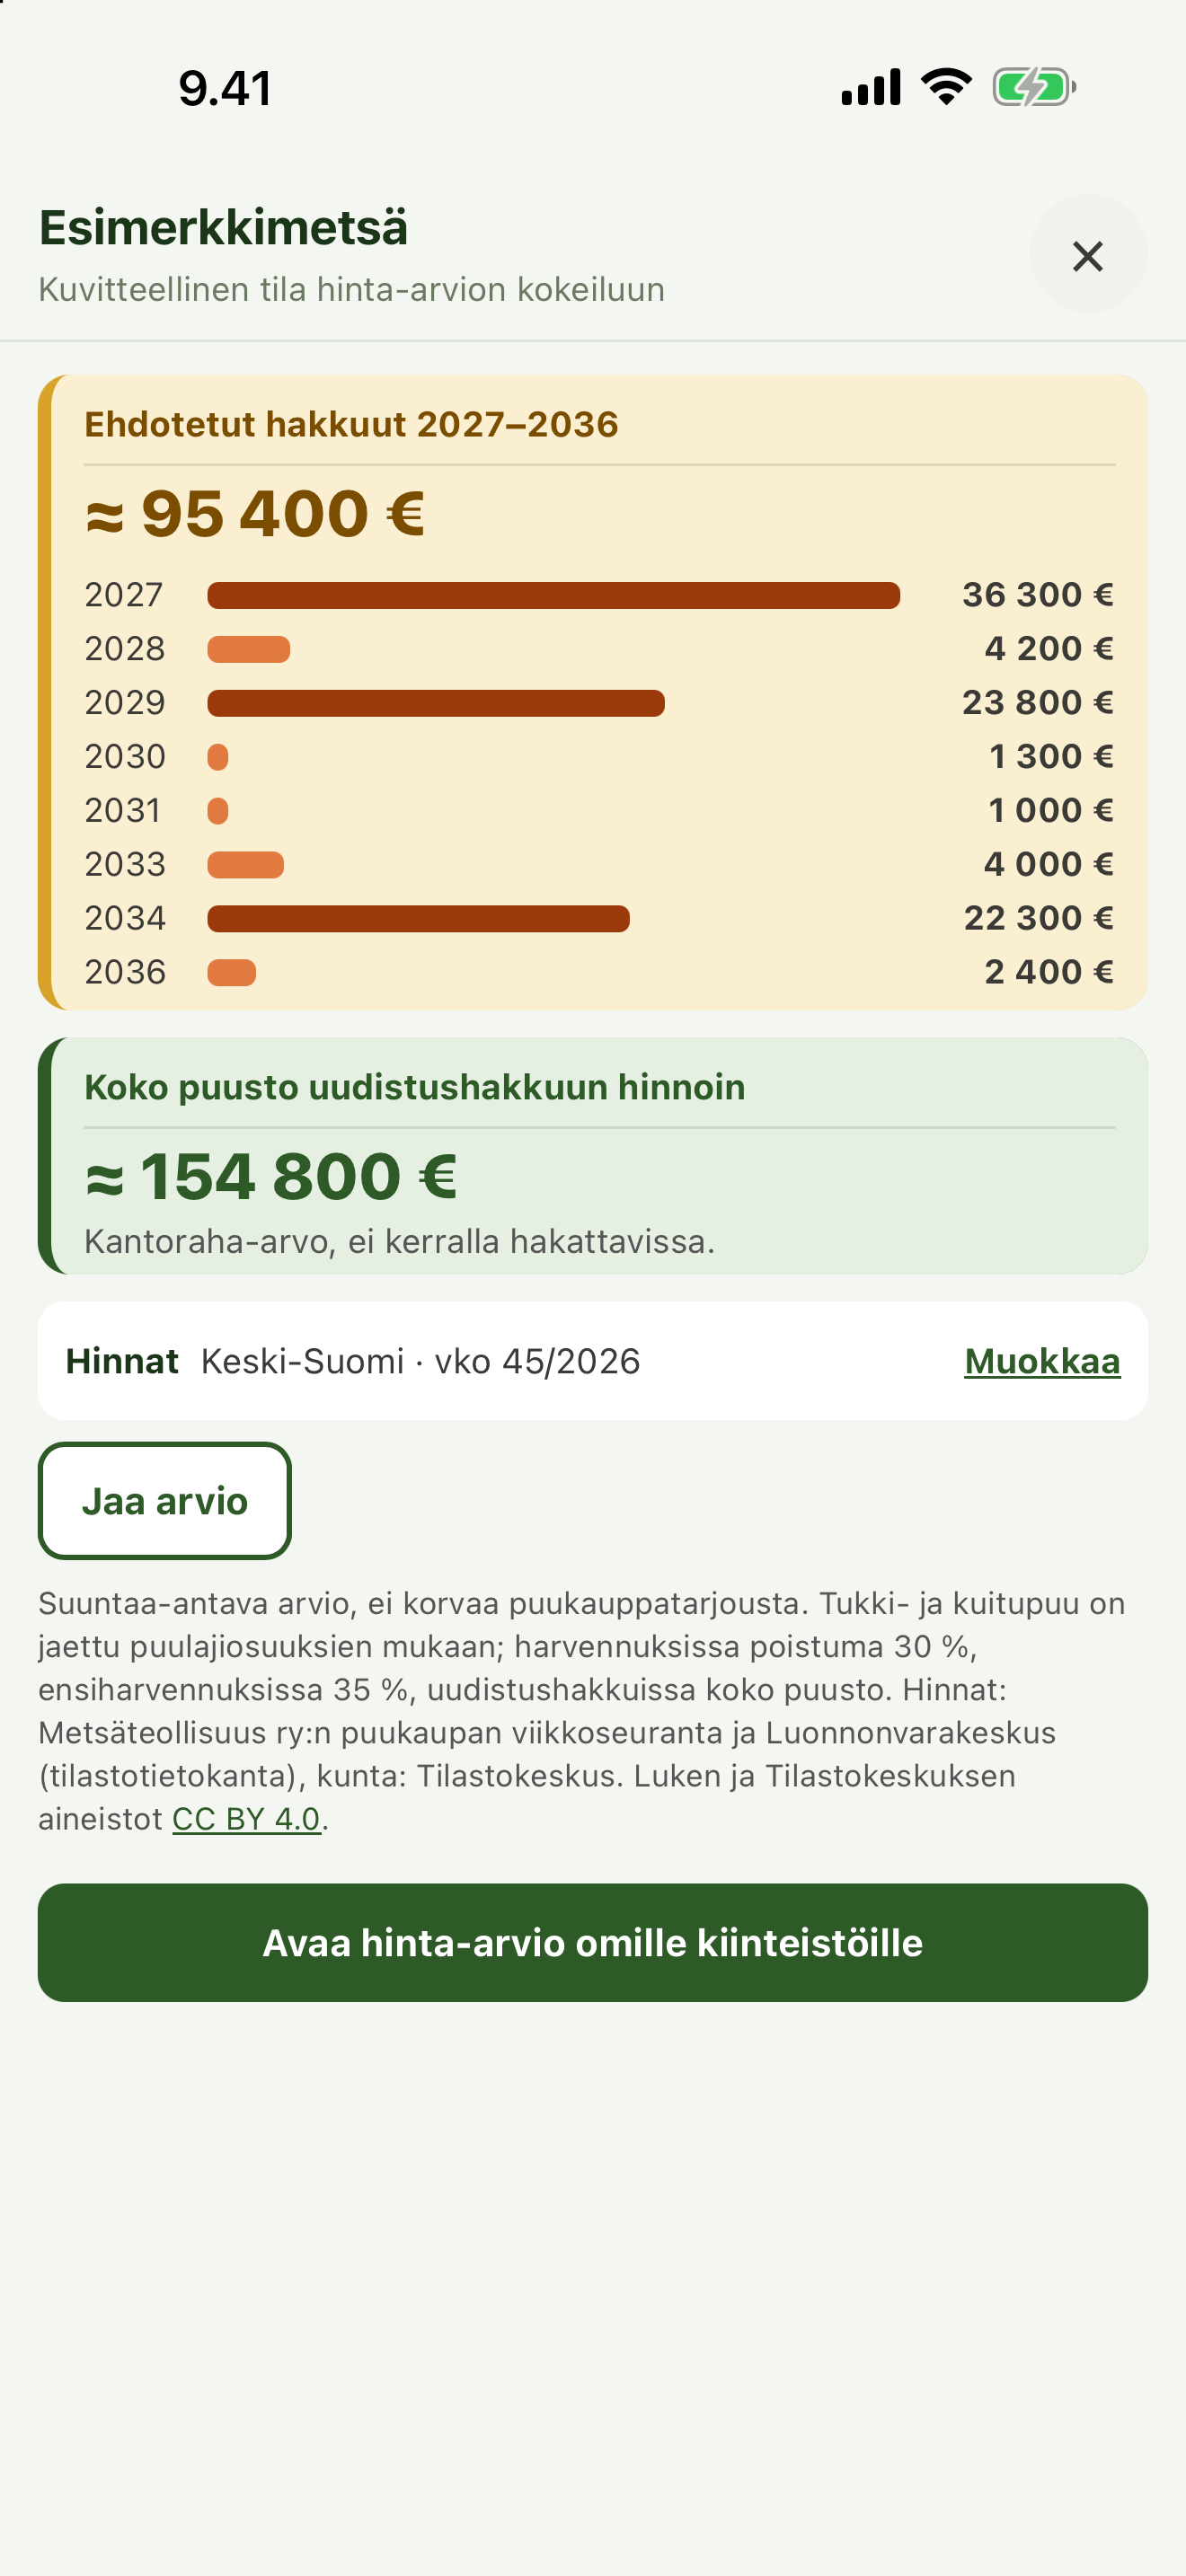 9.41
Esimerkkimetsä
Kuvitteellinen tila hinta-arvion kokeiluun
Ehdotetut hakkuut 2027–2036
≈ 95 400 €
2027 36 300 €
2028 4 200 €
2029 23 800 €
2030 1 300 €
2031 1 000 €
2033 4 000 €
2034 22 300 €
2036 2 400 €
Koko puusto uudistushakkuun hinnoin
≈ 154 800 €
Kantoraha-arvo, ei kerralla hakattavissa.
Hinnat Keski-Suomi · vko 45/2026 Muokkaa
Jaa arvio
Suuntaa-antava arvio, ei korvaa puukauppatarjousta. Tukki- ja kuitupuu on
jaettu puulajiosuuksien mukaan; harvennuksissa poistuma 30 %,
ensiharvennuksissa 35 %, uudistushakkuissa koko puusto. Hinnat:
Metsäteollisuus ry:n puukaupan viikkoseuranta ja Luonnonvarakeskus
(tilastotietokanta), kunta: Tilastokeskus. Luken ja Tilastokeskuksen
aineistot CC BY 4.0.
Avaa hinta-arvio omille kiinteistöille